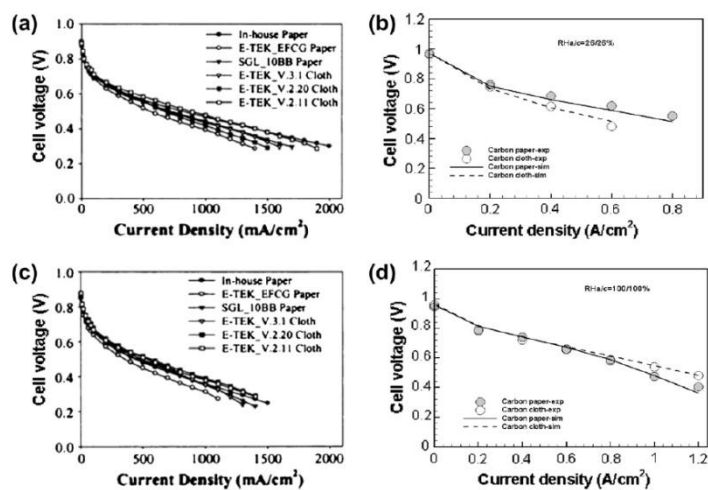 (a)
In-house Paper
E-TEK_EFCG Paper
SGL_10BB Paper
E-TEK_V.3.1 Cloth
E-TEK_V.2.20 Cloth
E-TEK_V.2.11 Cloth
Cell voltage (V)
1.0
0.8
0.6
0.4
0.2
0.0
0 500 1000 1500 2000
Current Density (mA/cm²)
(b)
RHa/c=26/26%
Carbon paper-exp
Carbon cloth-exp
Carbon paper-sim
Carbon cloth-sim
Cell voltage (V)
1.2
1
0.8
0.6
0.4
0.2
0
0 0.2 0.4 0.6 0.8
Current density (A/cm²)
(c)
In-house Paper
E-TEK_EFCG Paper
SGL_10BB Paper
E-TEK_V.3.1 Cloth
E-TEK_V.2.20 Cloth
E-TEK_V.2.11 Cloth
Cell voltage (V)
1.0
0.8
0.6
0.4
0.2
0.0
0 500 1000 1500 2000
Current Density (mA/cm²)
(d)
RHa/c=100/100%
Carbon paper-exp
Carbon cloth-exp
Carbon paper-sim
Carbon cloth-sim
Cell voltage (V)
1.2
1
0.8
0.6
0.4
0.2
0
0 0.2 0.4 0.6 0.8 1 1.2
Current density (A/cm²)